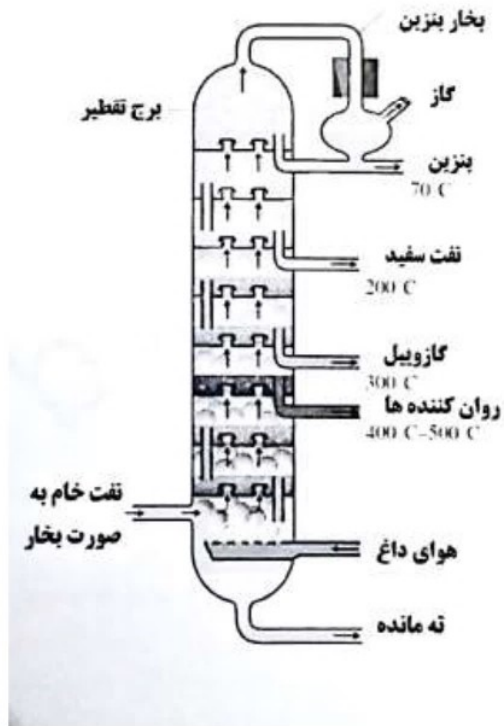 بخار بنزین
گاز
برج تقطیر
بنزین
70 C
نفت سفید
200 C
گازوییل
300 C
روان کننده ها
400 C-500 C
نفت خام به
صورت بخار
هوای داغ
ته مانده